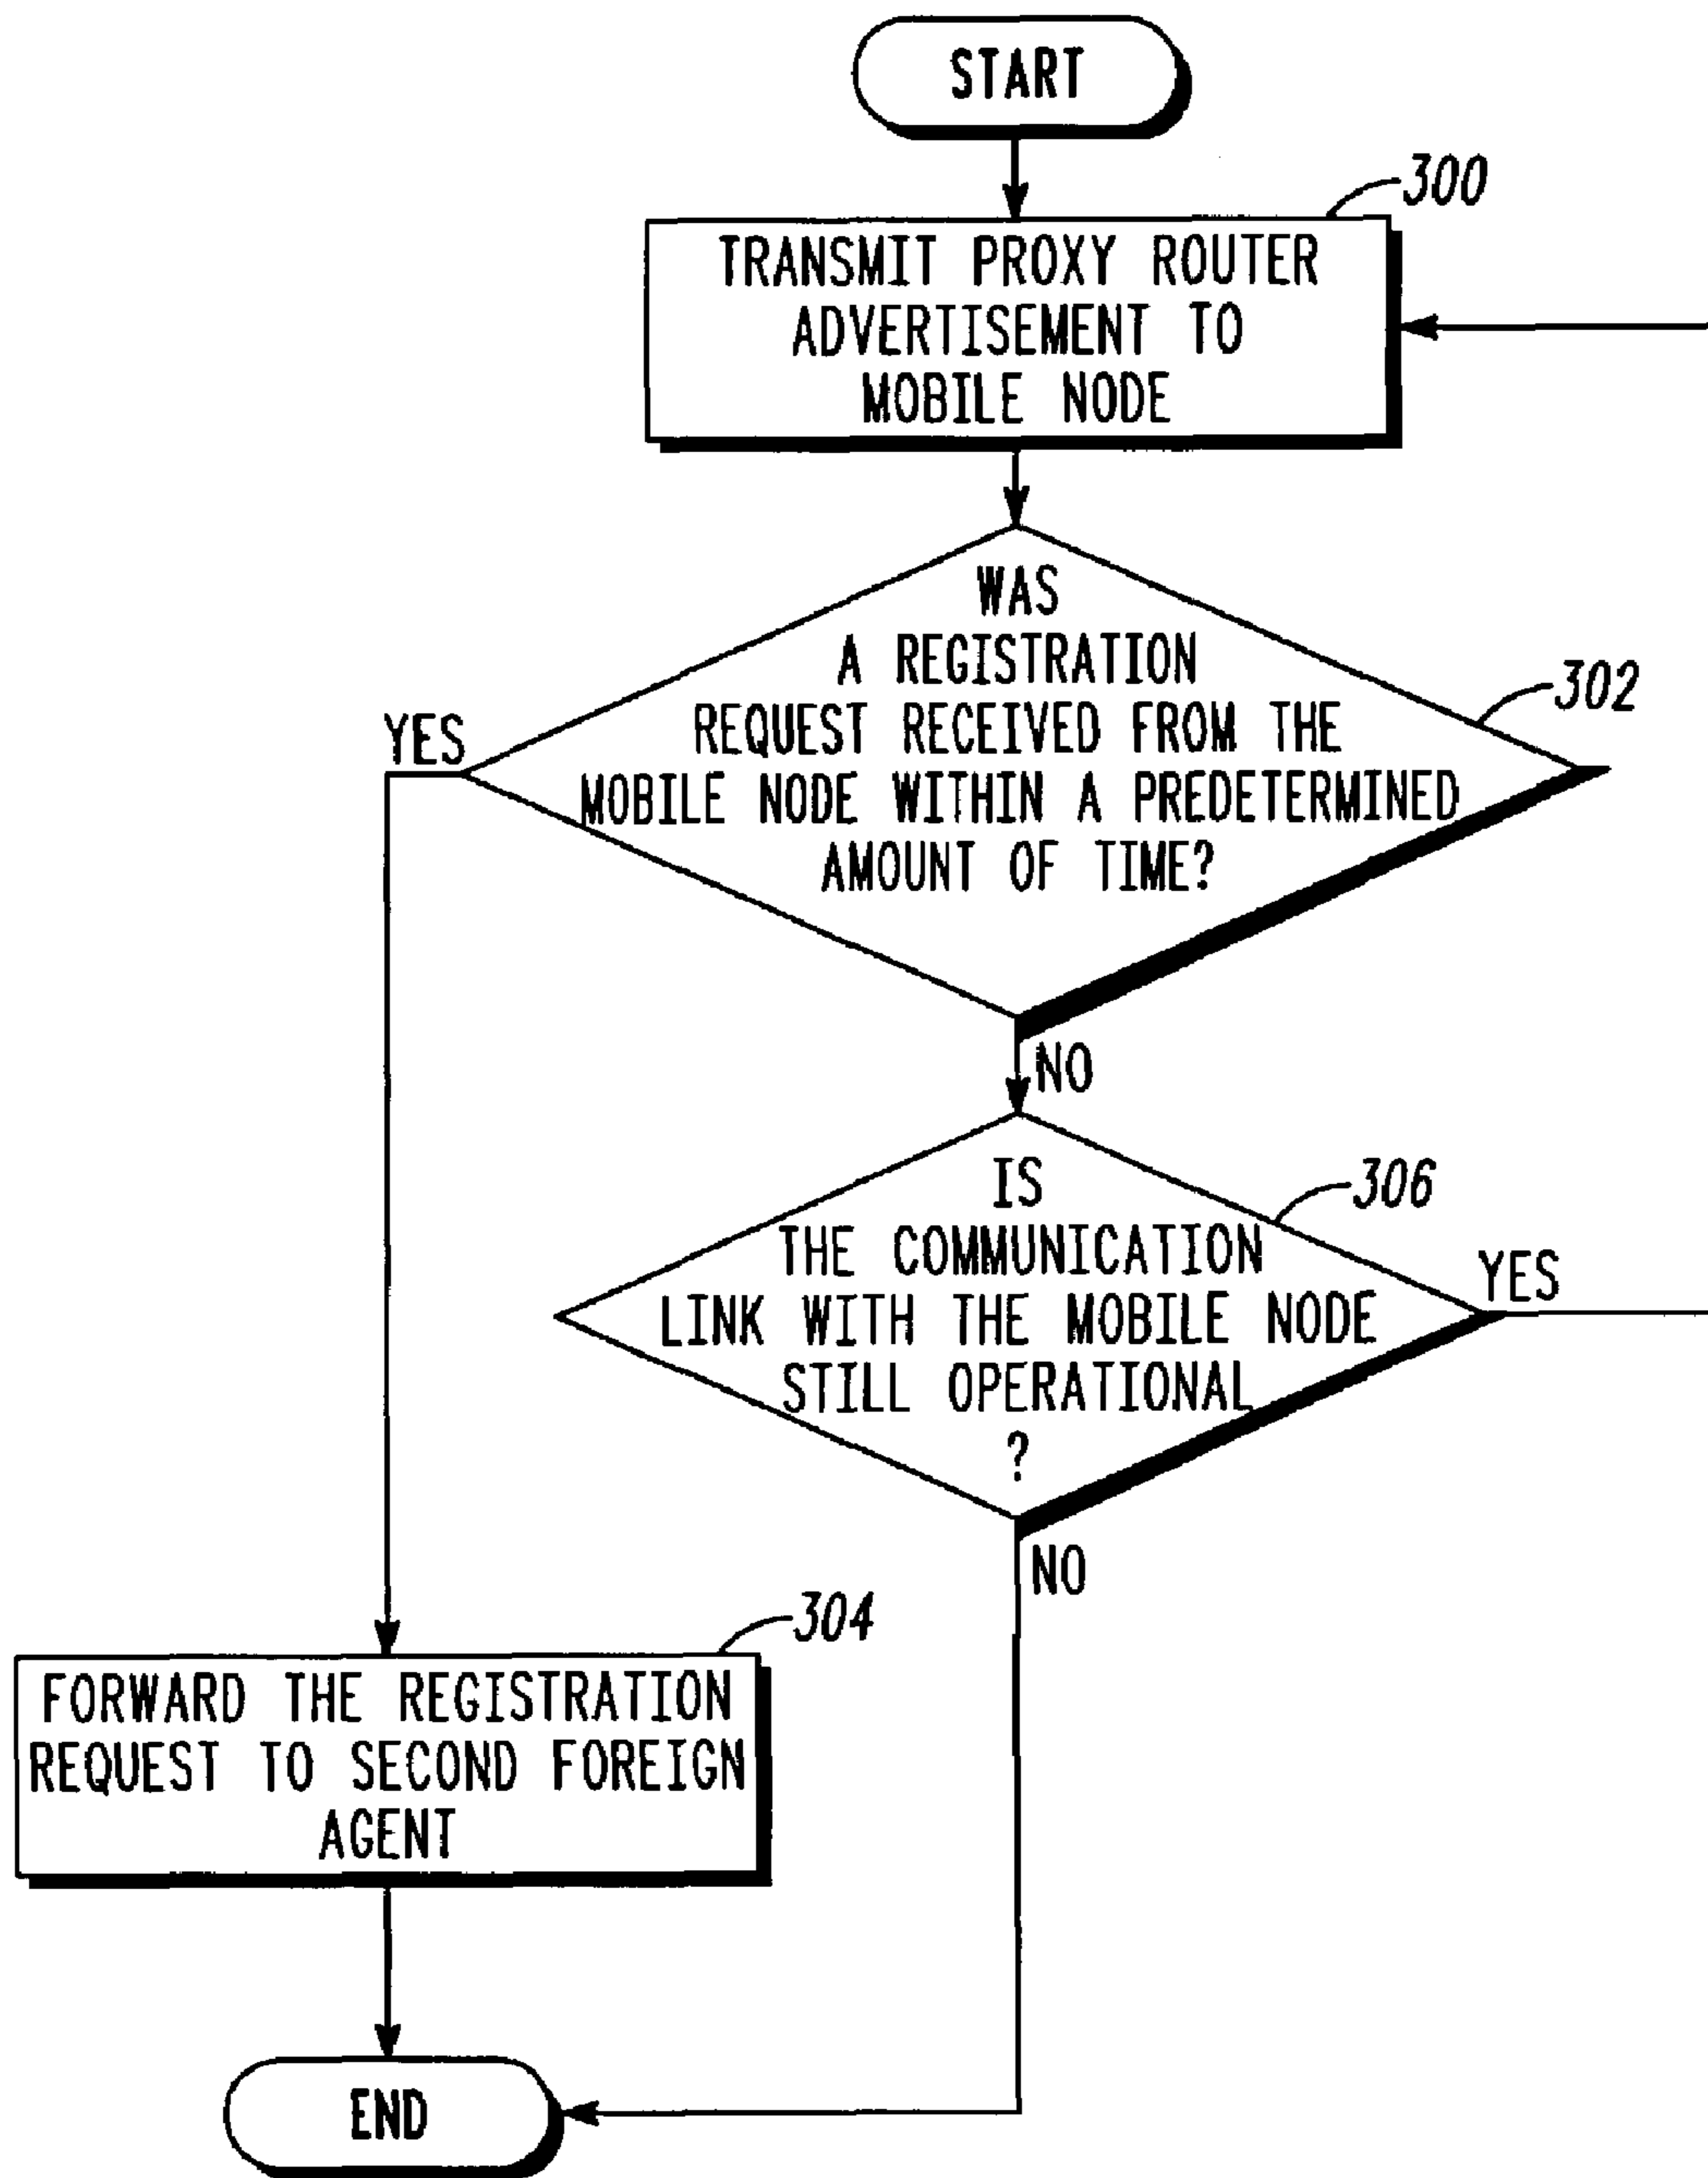 START
300
TRANSMIT PROXY ROUTER
ADVERTISEMENT TO
MOBILE NODE
WAS
A REGISTRATION
REQUEST RECEIVED FROM THE
MOBILE NODE WITHIN A PREDETERMINED
AMOUNT OF TIME?
302
YES
NO
IS
THE COMMUNICATION
LINK WITH THE MOBILE NODE
STILL OPERATIONAL
?
306
YES
NO
304
FORWARD THE REGISTRATION
REQUEST TO SECOND FOREIGN
AGENT
END